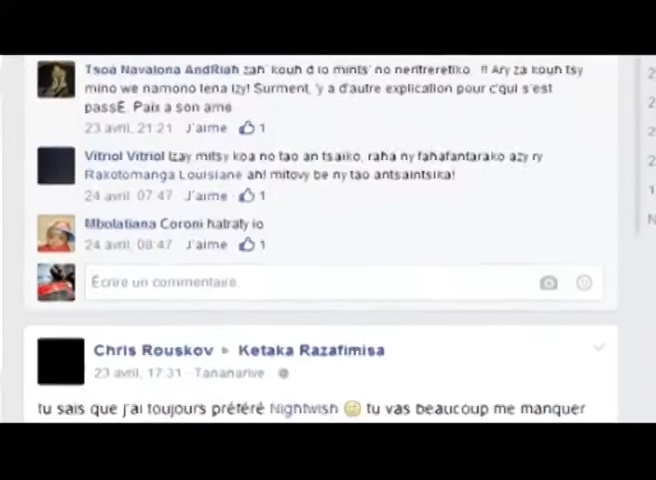 Tsoa Navalona AndRiah zah' kouh d io mints' no nentreretiko !! Ary za kouh tsy
mino we namono tena izy! Surment, 'y a d'autre explication pour c'qui s'est
passE. Paix a son ame
23 avril, 21:21 J'aime 1
Vitriol Vitriol Izay mitsy koa no tao an tsaiko, raha ny fahafantarako azy ry
Rakotomanga Louisiane ah! mitovy be ny tao antsaintsika!
24 avril, 07:47 J'aime 1
Mbolatiana Coroni hatraty io
24 avril, 08:47 J'aime 1
Écrire un commentaire
Chris Rouskov ▸ Ketaka Razafimisa
23 avril, 17:31 · Tananarive
tu sais que j'ai toujours préféré Nightwish tu vas beaucoup me manquer